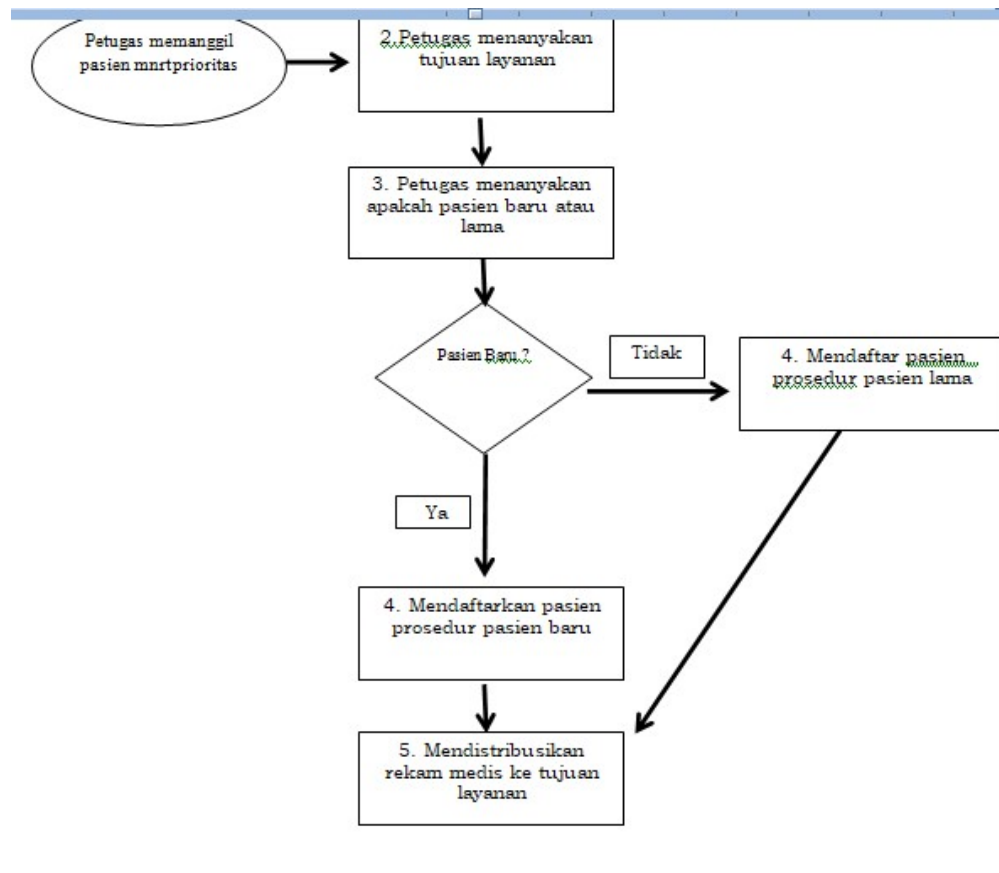 Petugas memanggil
pasien mnrtprioritas
2.Petugas menanyakan
tujuan layanan
3. Petugas menanyakan
apakah pasien baru atau
lama
Pasien Baru ?
Tidak
4. Mendaftar pasien
prosedur pasien lama
Ya
4. Mendaftarkan pasien
prosedur pasien baru
5. Mendistribusikan
rekam medis ke tujuan
layanan